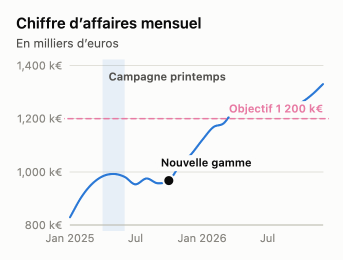 Chiffre d’affaires mensuel
En milliers d’euros
1,400 k€
Campagne printemps
Objectif 1 200 k€
1,200 k€
Nouvelle gamme
1,000 k€
800 k€
Jan 2025 Jul Jan 2026 Jul